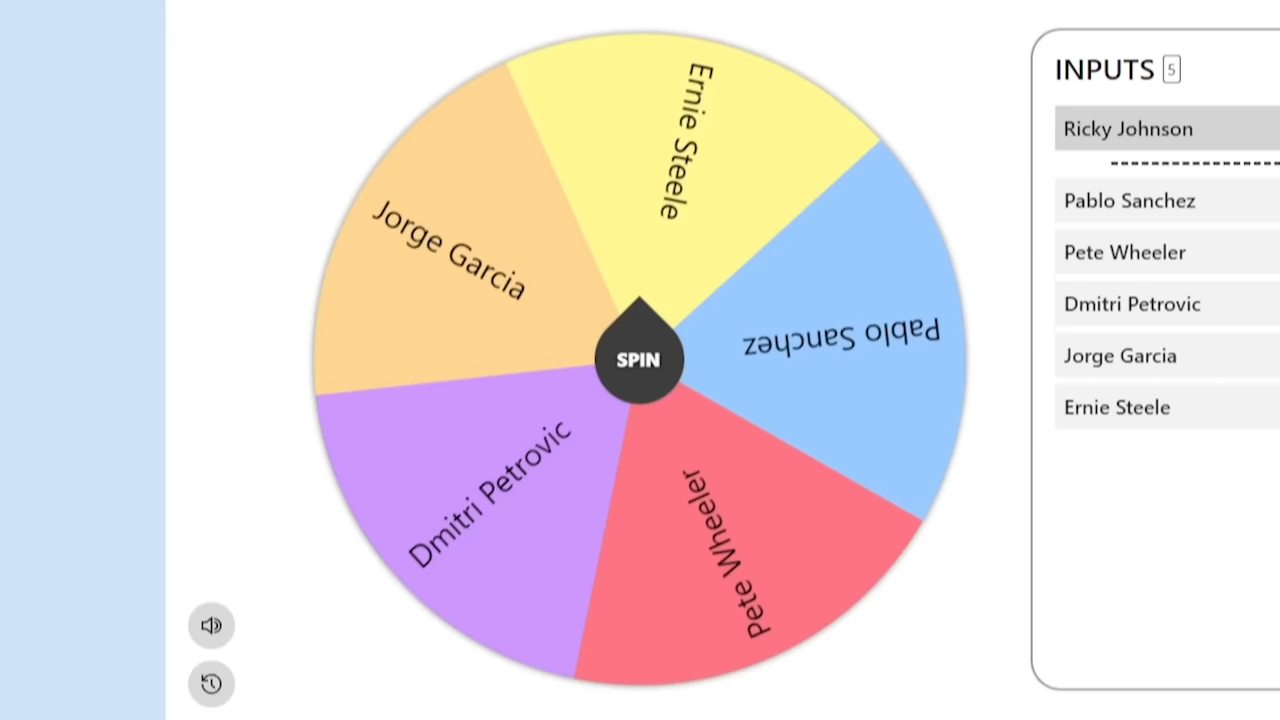 Ernie Steele
Jorge Garcia
Pablo Sanchez
SPIN
Dmitri Petrovic
Pete Wheeler
INPUTS 5
Ricky Johnson
Pablo Sanchez
Pete Wheeler
Dmitri Petrovic
Jorge Garcia
Ernie Steele